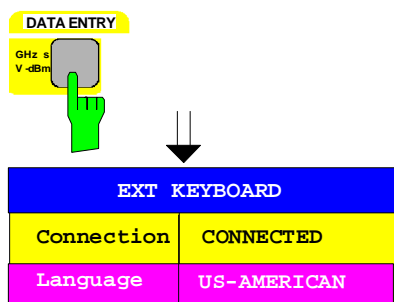 DATA ENTRY
GHz s
V -dBm
EXT KEYBOARD
Connection CONNECTED
Language US-AMERICAN